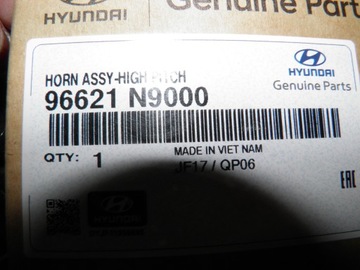 HYUNDAI
Genuine Parts
HYUNDAI
Genuine Parts
HORN ASSY-HIGH PITCH
96621 N9000
QTY: 1
MADE IN VIET NAM
JF17 / QP06
HYUNDAI
EAC